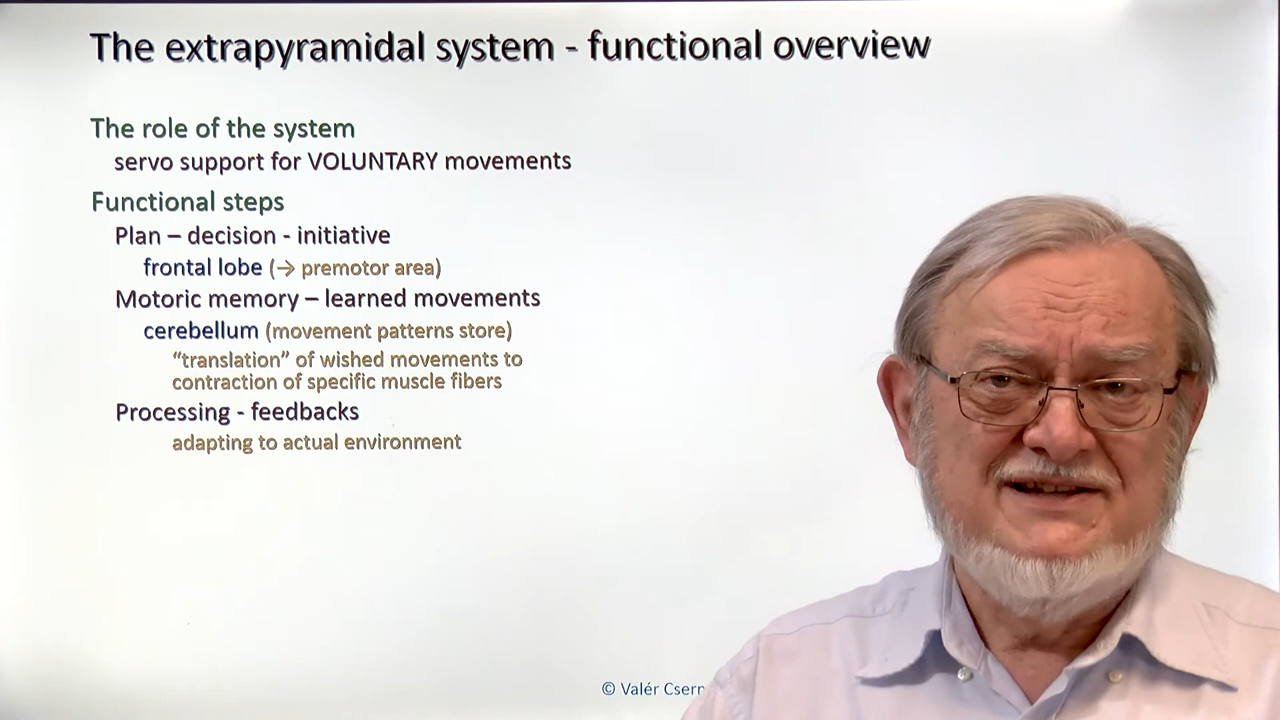 The extrapyramidal system - functional overview
The role of the system
servo support for VOLUNTARY movements
Functional steps
Plan – decision - initiative
frontal lobe (→ premotor area)
Motoric memory – learned movements
cerebellum (movement patterns store)
“translation” of wished movements to
contraction of specific muscle fibers
Processing - feedbacks
adapting to actual environment
© Valér